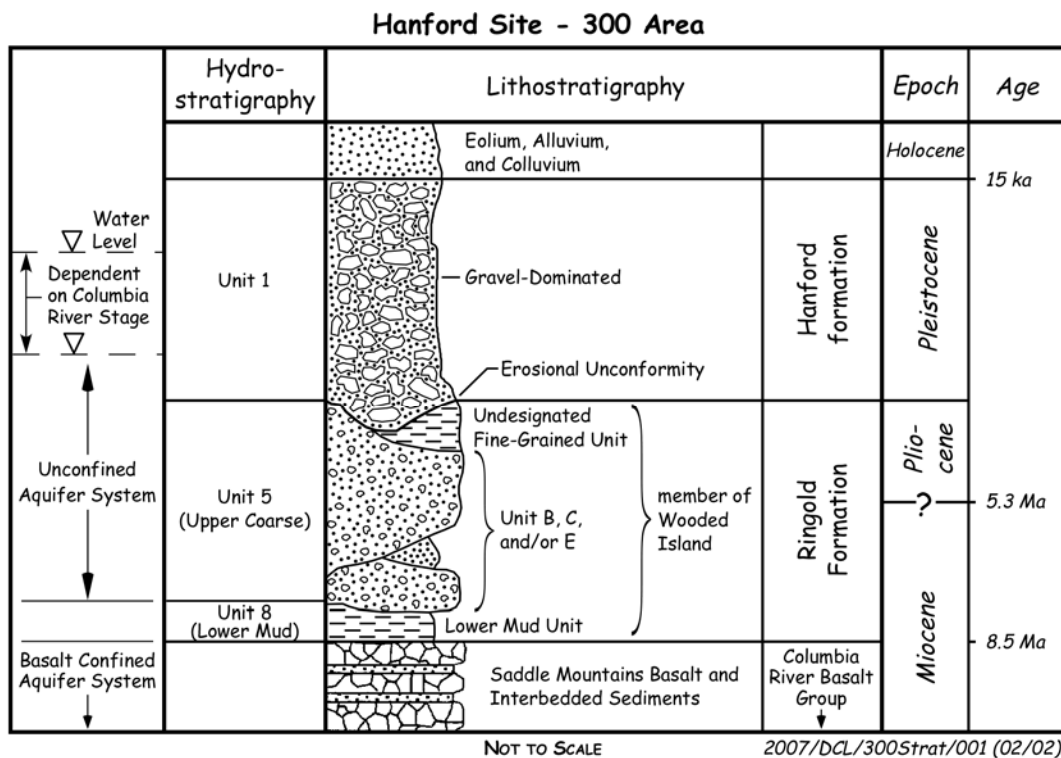 Hanford Site - 300 Area
Hydro-
stratigraphy
Lithostratigraphy
Epoch
Age
Eolium, Alluvium,
and Colluvium
Holocene
15 ka
Water
Level
Dependent
on Columbia
River Stage
Unit 1
Gravel-Dominated
Hanford
formation
Pleistocene
Erosional Unconformity
Undesignated
Fine-Grained Unit
Unconfined
Aquifer System
Unit 5
(Upper Coarse)
Unit B, C,
and/or E
member of
Wooded
Island
Ringold
Formation
Plio-
cene
?
5.3 Ma
Unit 8
(Lower Mud)
Lower Mud Unit
8.5 Ma
Miocene
Basalt Confined
Aquifer System
Saddle Mountains Basalt and
Interbedded Sediments
Columbia
River Basalt
Group
NOT TO SCALE
2007/DCL/300Strat/001 (02/02)